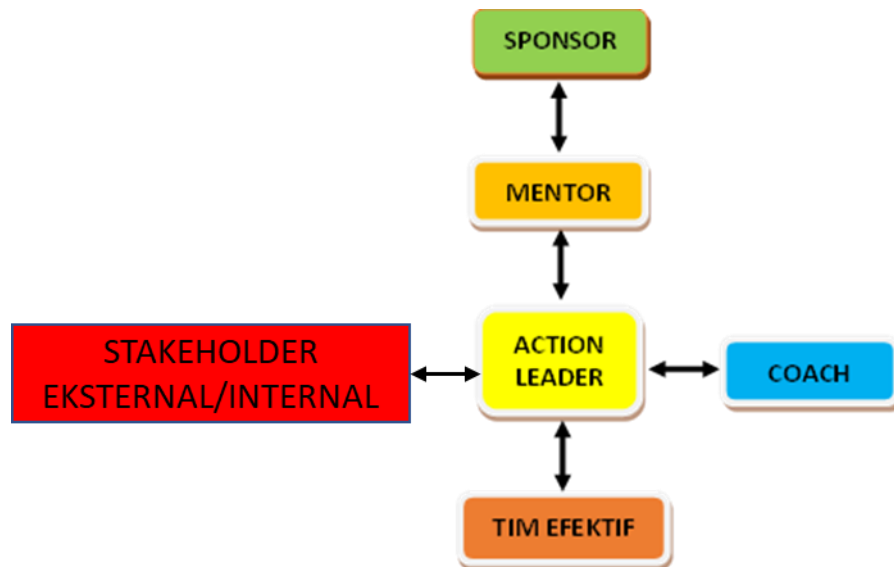 SPONSOR
MENTOR
STAKEHOLDER
EKSTERNAL/INTERNAL
ACTION
LEADER
COACH
TIM EFEKTIF